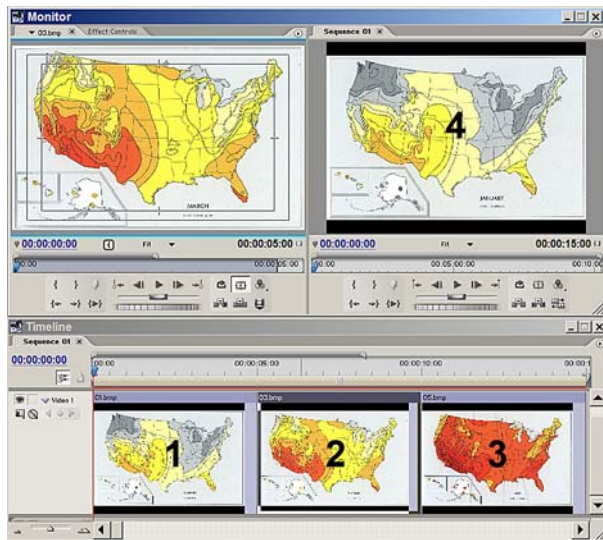 Monitor
03.bmp Effect Controls
Sequence 01
4
MARCH
JANUARY
00:00:00:00 Fit 00:00:05:00
00:00:00:00 Fit 00:00:15:00
00:00 00:00:05:00
00:00 00:05:00:00 00:10:00
Timeline
Sequence 01
00:00:00:00
00:00 00:00:05:00 00:00:10:00
Video 1
01.bmp 03.bmp 05.bmp
1 2 3